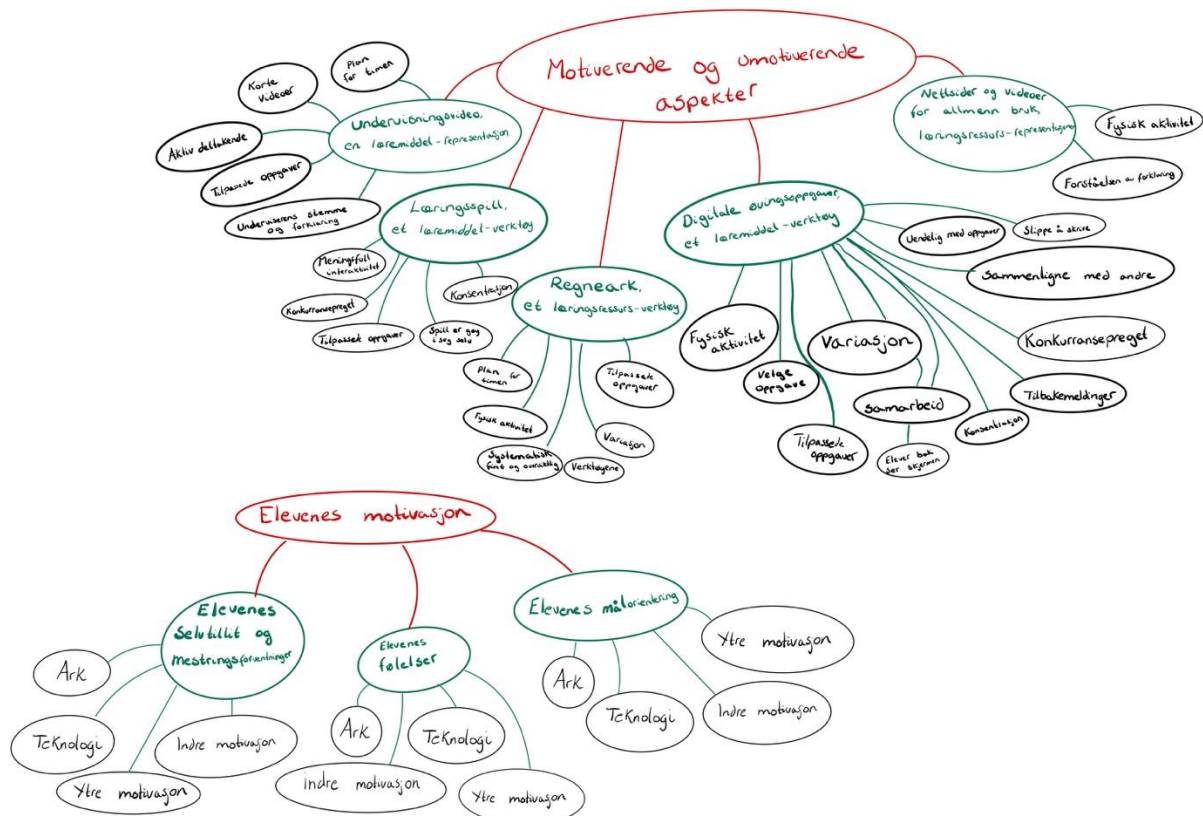 Motiverende og umotiverende
aspekter
Undervisningsvideo,
en læremiddel-representasjon
Plan
for timen
Korte
videoer
Aktiv deltakende
Tilpassede oppgaver
Underviserens stemme
og forklaring
Læringsspill,
et læremiddel-verktøy
Meningsfull
interaktivitet
Konkurransepreget
Tilpasset oppgaver
Spill er gøy
i seg selv
Konsentrasjon
Regneark,
et læringsressurs-verktøy
Plan for
timen
Fysisk aktivitet
Systematisk
fint og oversiktlig
Verktøyene
Variasjon
Tilpassede
oppgaver
Digitale øvingsoppgaver,
et læremiddel-verktøy
Fysisk
aktivitet
Velge
oppgave
Tilpassede
oppgaver
Variasjon
Samarbeid
Elever bak
ser skjermen
Konsentrasjon
Tilbakemeldinger
Konkurransepreget
Sammenligne med andre
Uendelig med oppgaver
Slippe å skrive
Nettsider og videoer
for allmenn bruk,
læringsressurs-representasjoner
Fysisk aktivitet
Forståelsen av forklaring
Elevenes motivasjon
Elevenes
Selvtillit og
mestringsforventninger
Ark
Teknologi
Ytre motivasjon
Indre motivasjon
Elevenes
følelser
Ark
indre motivasjon
Teknologi
Ytre motivasjon
Elevenes målorientering
Ark
Teknologi
Indre motivasjon
Ytre motivasjon